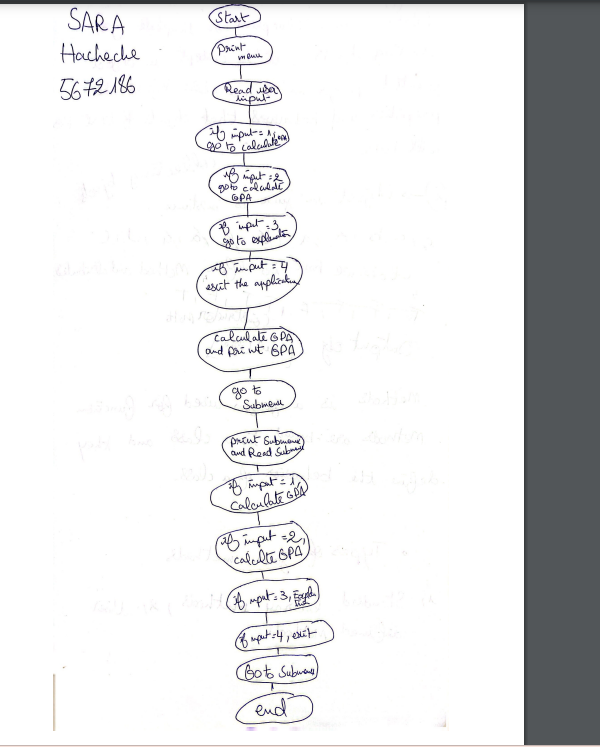 SARA
Hacheche
5672186
Start
Print
menu
Read user
input
if input = 1,
go to calculate
if input = 2
go to calculate
GPA
if input = 3,
go to explanation
if input = 4
exit the application
calculate GPA
and print GPA
go to
Submenu
print Submenu
and Read Submenu
if input = 1,
Calculate GPA
if input = 2,
calculte GPA
if input = 3, Expla
if input = 4, exit
Go to Submenu
end